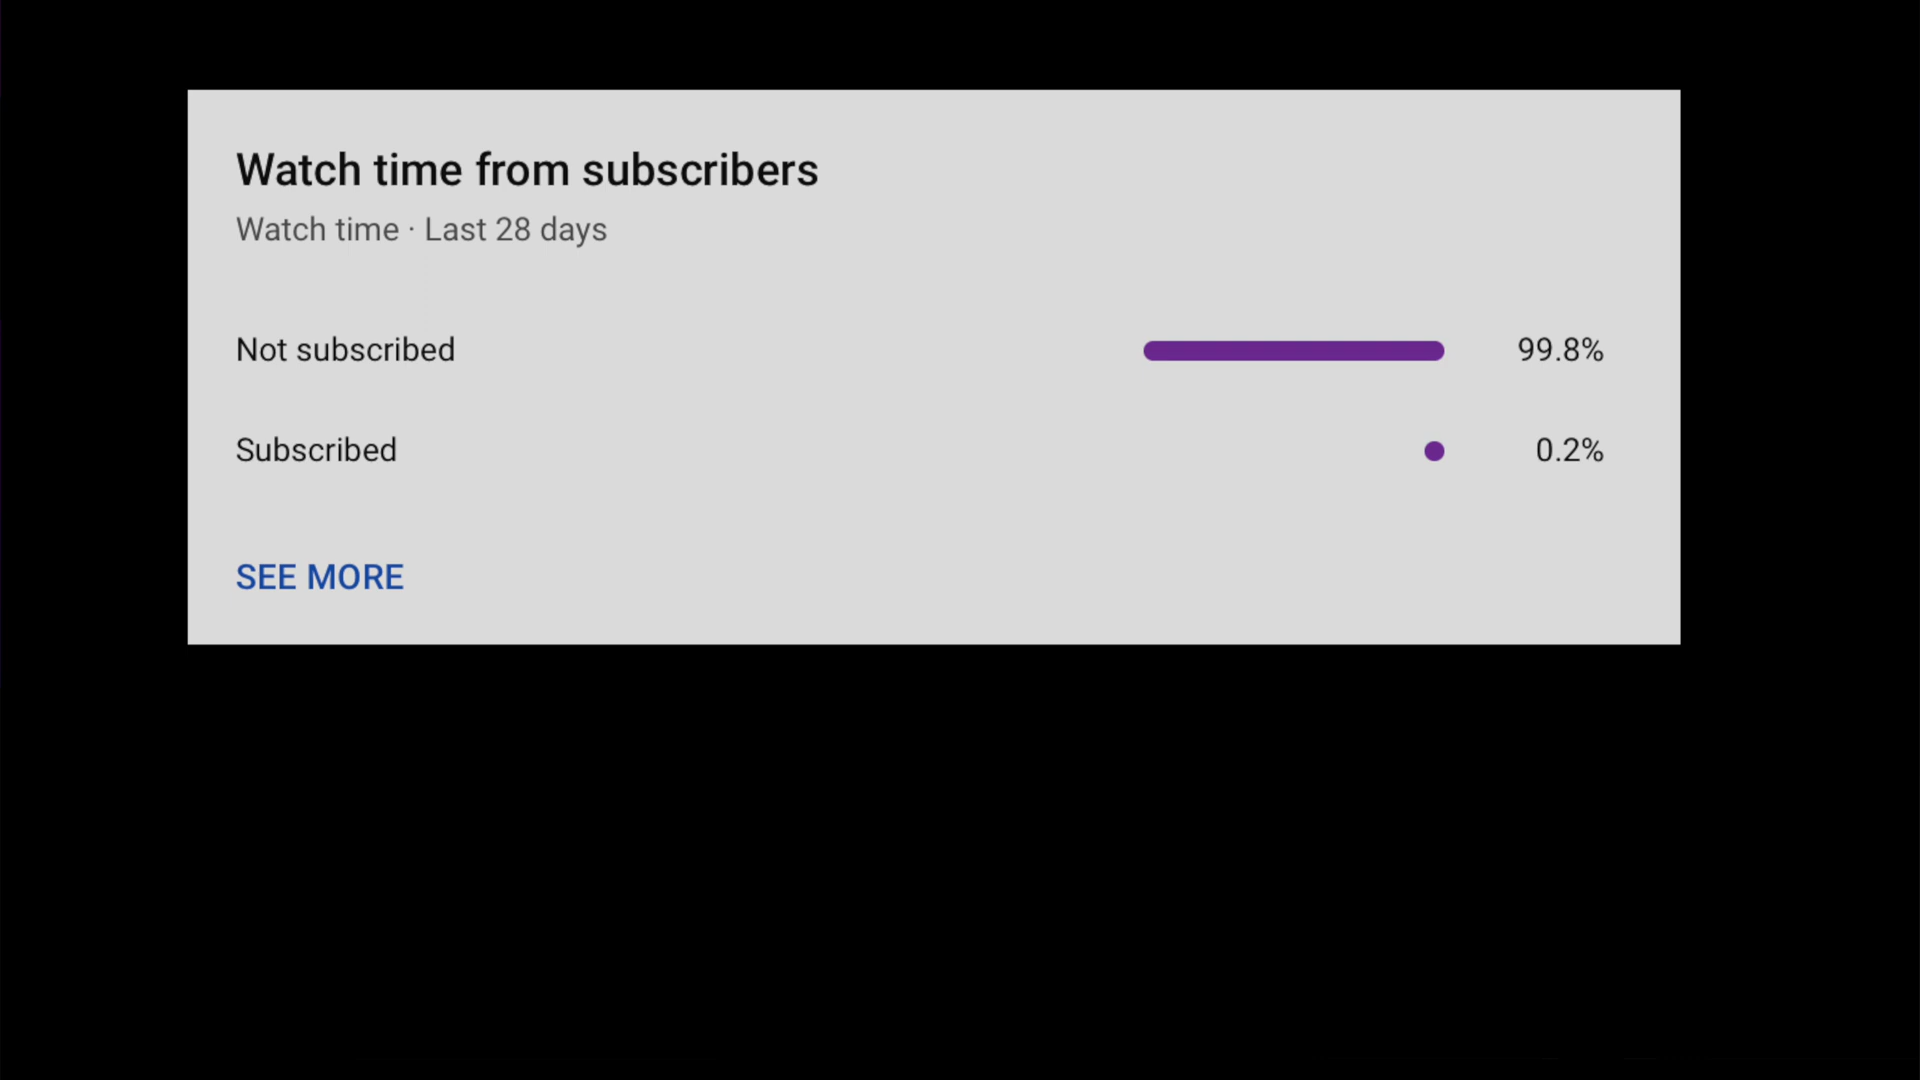 Watch time from subscribers
Watch time · Last 28 days
Not subscribed 99.8%
Subscribed 0.2%
SEE MORE